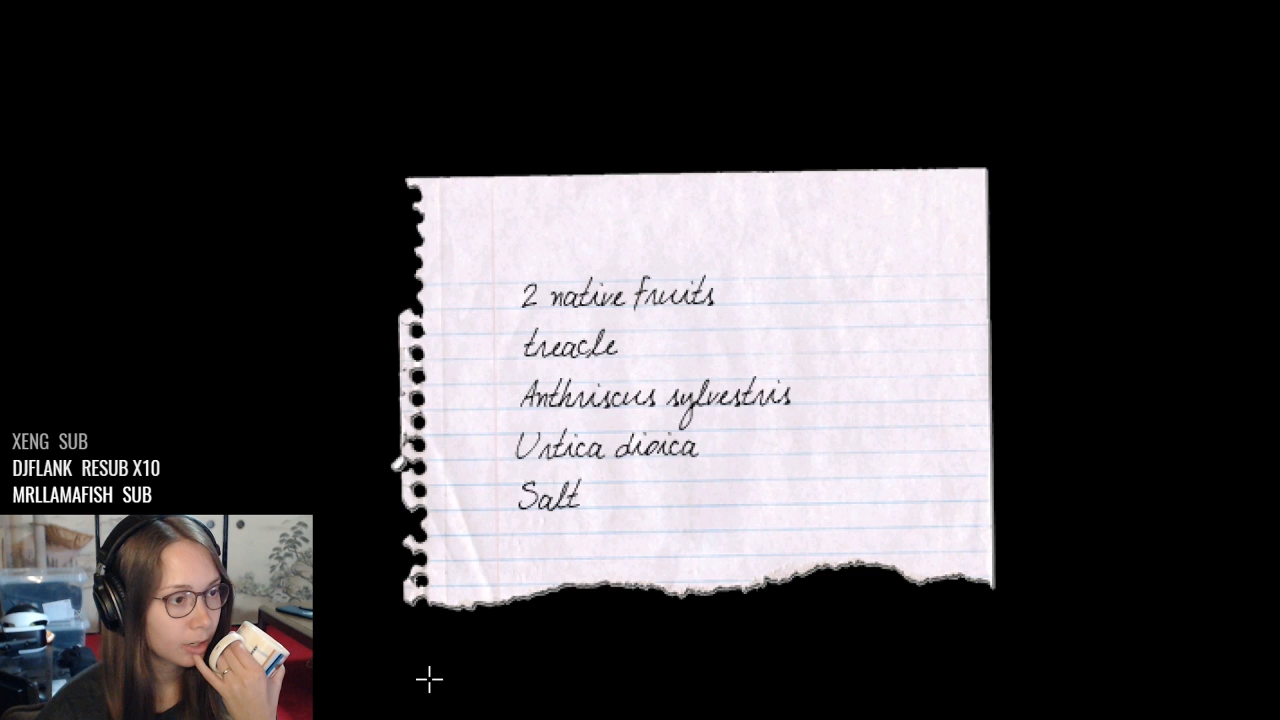 2 native fruits
treacle
Anthriscus sylvestris
Urtica dioica
Salt
XENG SUB
DJFLANK RESUB X10
MRLLAMAFISH SUB